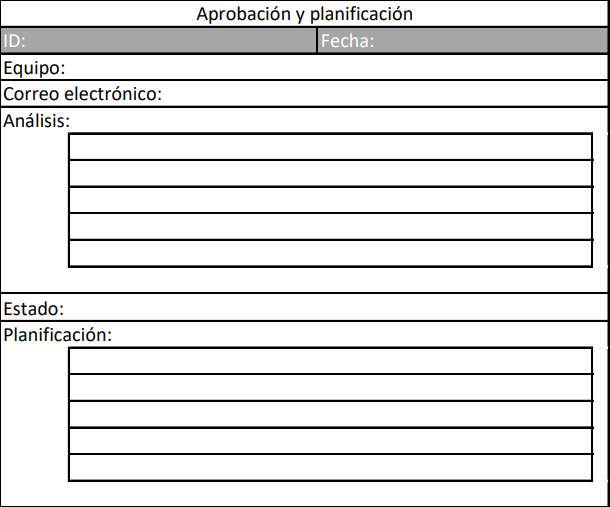 Aprobación y planificación
ID: Fecha:
Equipo:
Correo electrónico:
Análisis:
Estado:
Planificación: